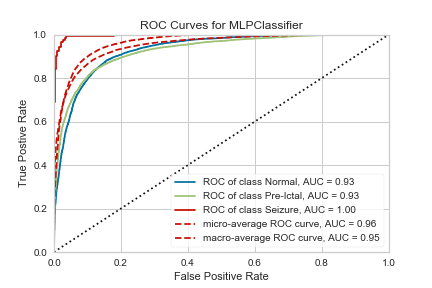 ROC Curves for MLPClassifier
True Postive Rate
1.0
0.8
0.6
0.4
0.2
0.0
0.0 0.2 0.4 0.6 0.8 1.0
False Positive Rate
ROC of class Normal, AUC = 0.93
ROC of class Pre-Ictal, AUC = 0.93
ROC of class Seizure, AUC = 1.00
micro-average ROC curve, AUC = 0.96
macro-average ROC curve, AUC = 0.95